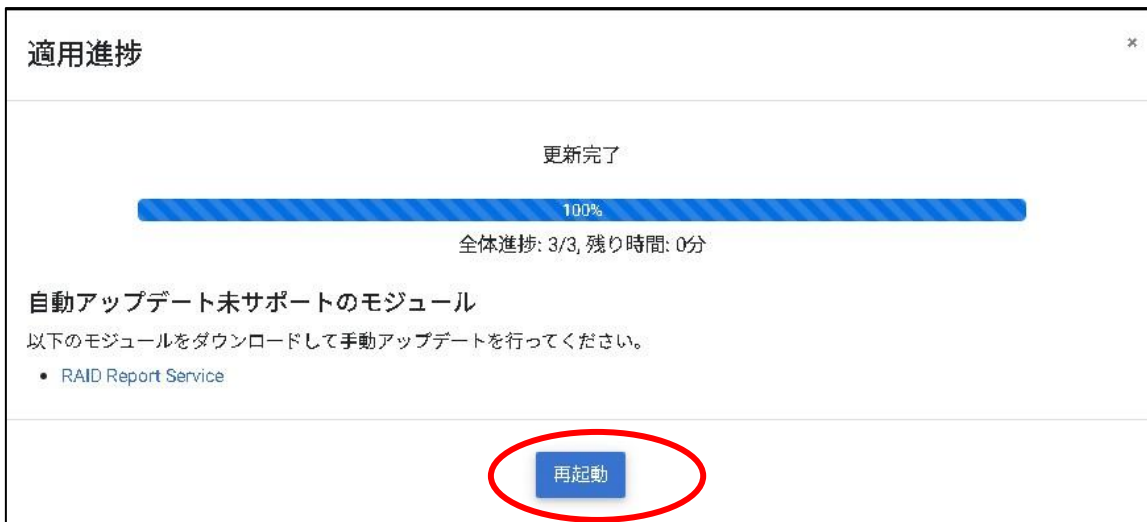 適用進捗
×
更新完了
100%
全体進捗: 3/3, 残り時間: 0分
自動アップデート未サポートのモジュール
以下のモジュールをダウンロードして手動アップデートを行ってください。
• RAID Report Service
再起動